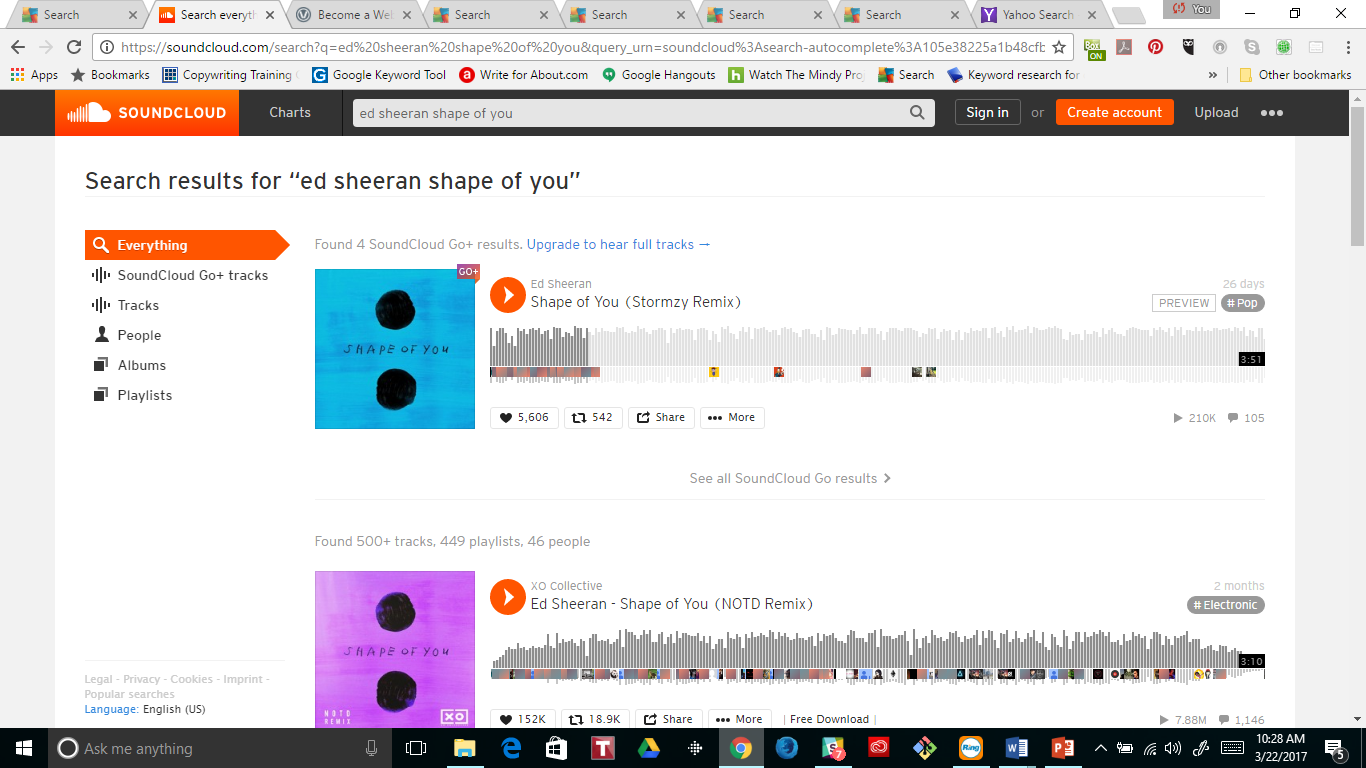 Search
Search everyth
Become a Web
Search
Search
Search
Search
Yahoo Search
You
https://soundcloud.com/search?q=ed%20sheeran%20shape%20of%20you&query_urn=soundcloud%3Asearch-autocomplete%3A105e38225a1b48cfb
Box
ON
Apps
Bookmarks
Copywriting Training
Google Keyword Tool
Write for About.com
Google Hangouts
Watch The Mindy Pro
Search
Keyword research for
»
Other bookmarks
SOUNDCLOUD
Charts
ed sheeran shape of you
Sign in
or
Create account
Upload
•••
Search results for “ed sheeran shape of you”
Everything
SoundCloud Go+ tracks
Tracks
People
Albums
Playlists
Found 4 SoundCloud Go+ results. Upgrade to hear full tracks →
GO+
SHAPE OF YOU
Ed Sheeran
26 days
Shape of You (Stormzy Remix)
PREVIEW
# Pop
3:51
5,606
542
Share
••• More
210K
105
See all SoundCloud Go results
Found 500+ tracks, 449 playlists, 46 people
SHAPE OF YOU
NOTD
REMIX
XO
XO Collective
2 months
Ed Sheeran - Shape of You (NOTD Remix)
# Electronic
3:10
152K
18.9K
Share
••• More
| Free Download |
7.88M
1,146
Legal - Privacy - Cookies - Imprint -
Popular searches
Language: English (US)
Ask me anything
T
7
Ring
10:28 AM
3/22/2017
5